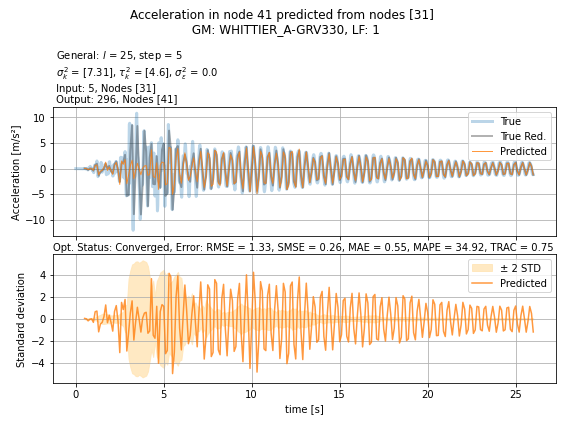 Acceleration in node 41 predicted from nodes [31]
GM: WHITTIER_A-GRV330, LF: 1
General: l = 25, step = 5
σ²ₖ = [7.31], τ²ₖ = [4.6], σ²ₑ = 0.0
Input: 5, Nodes [31]
Output: 296, Nodes [41]
Acceleration [m/s²]
10
5
0
−5
−10
True
True Red.
Predicted
Opt. Status: Converged, Error: RMSE = 1.33, SMSE = 0.26, MAE = 0.55, MAPE = 34.92, TRAC = 0.75
Standard deviation
4
2
0
−2
−4
± 2 STD
Predicted
0 5 10 15 20 25
time [s]